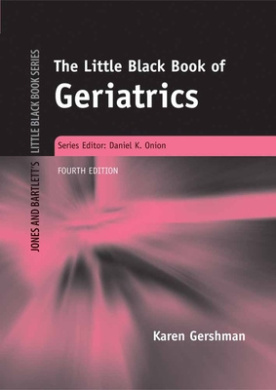 JONES AND BARTLETT'S LITTLE BLACK BOOK SERIES
The Little Black Book of
Geriatrics
Series Editor: Daniel K. Onion
FOURTH EDITION
Karen Gershman